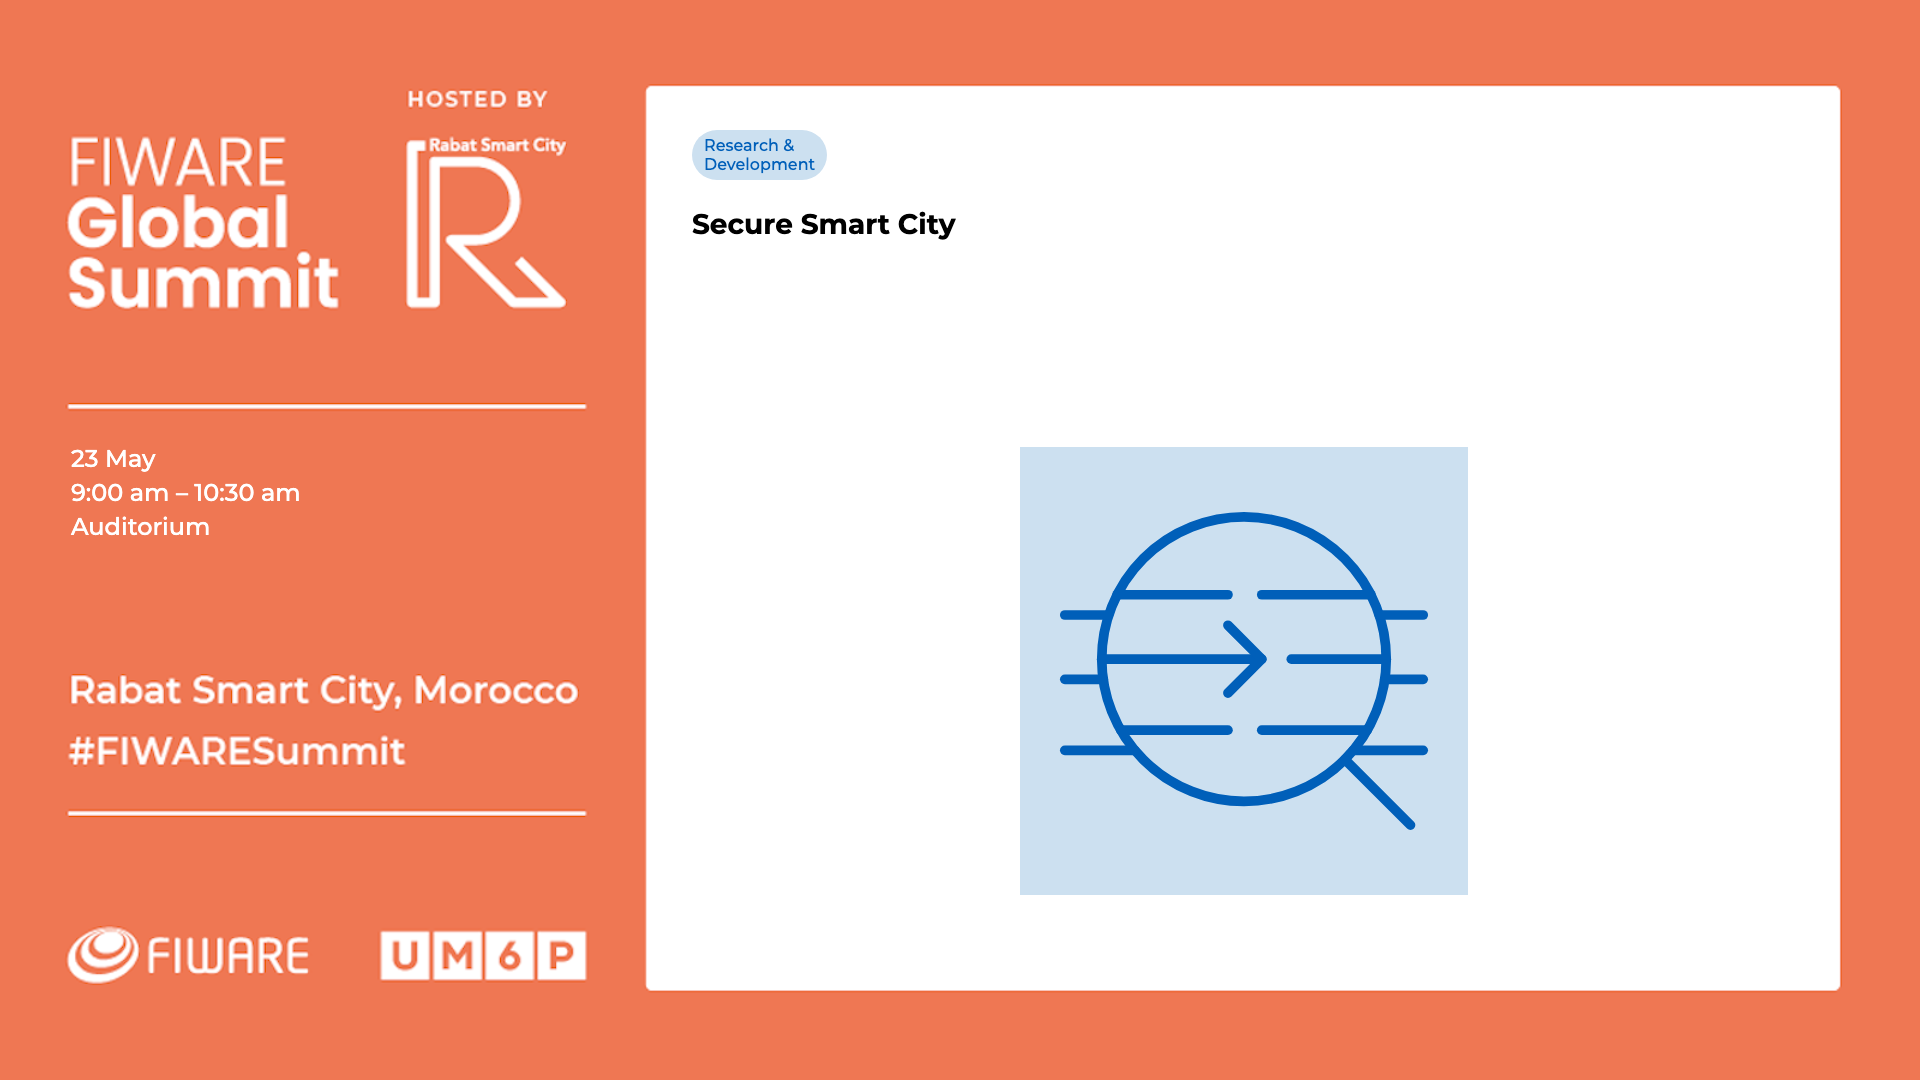 HOSTED BY
FIWARE
Global
Summit
Rabat Smart City
R
23 May
9:00 am – 10:30 am
Auditorium
Rabat Smart City, Morocco
#FIWARESummit
FIWARE
UM6P
Research &
Development
Secure Smart City